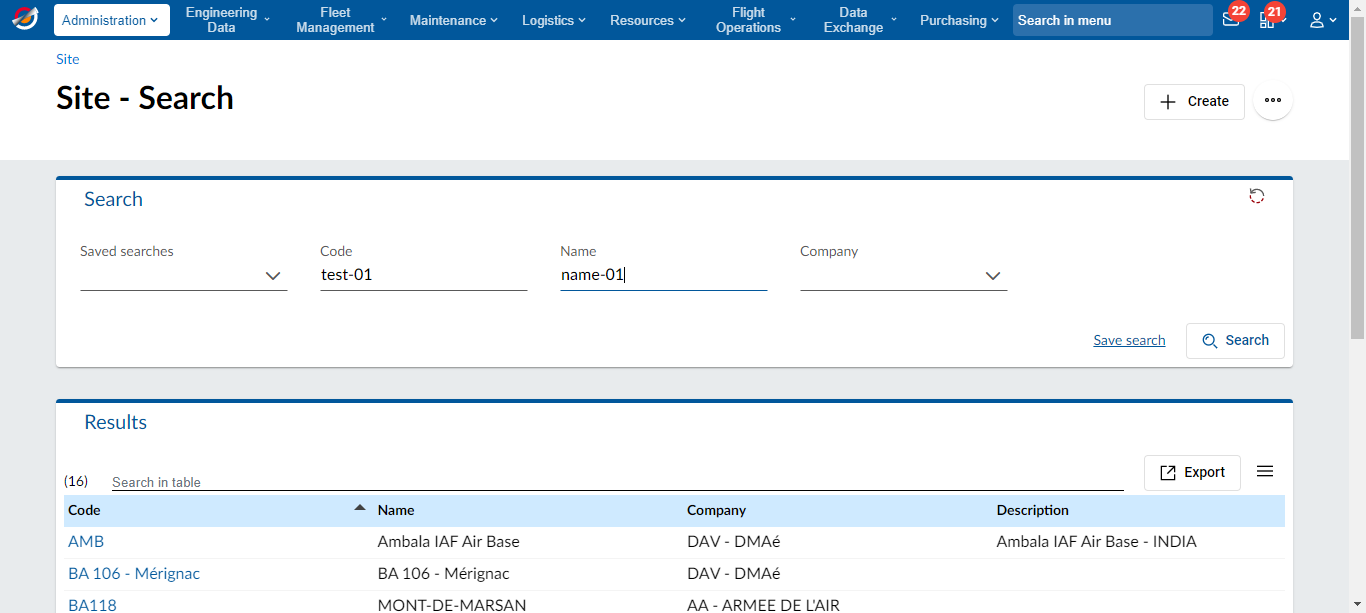 Administration
Engineering
Data
Fleet
Management
Maintenance
Logistics
Resources
Flight
Operations
Data
Exchange
Purchasing
Search in menu
22
21
Site
Site - Search
Create
Search
Saved searches
Code
test-01
Name
name-01
Company
Save search
Search
Results
(16)
Search in table
Export
Code Name Company Description
AMB Ambala IAF Air Base DAV - DMAé Ambala IAF Air Base - INDIA
BA 106 - Mérignac BA 106 - Mérignac DAV - DMAé
BA118 MONT-DE-MARSAN AA - ARMEE DE L'AIR